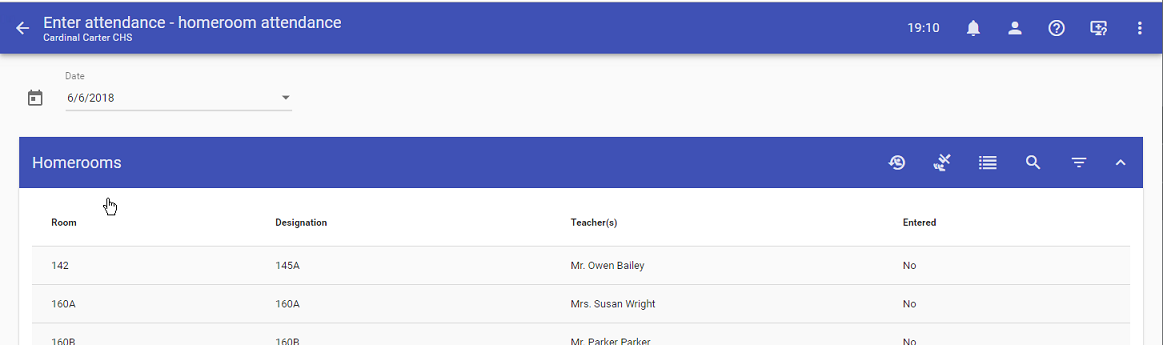 Enter attendance - homeroom attendance
Cardinal Carter CHS
19:10
Date
6/6/2018
Homerooms
Room Designation Teacher(s) Entered
142 145A Mr. Owen Bailey No
160A 160A Mrs. Susan Wright No
160B 160B Mr. Parker Parker No